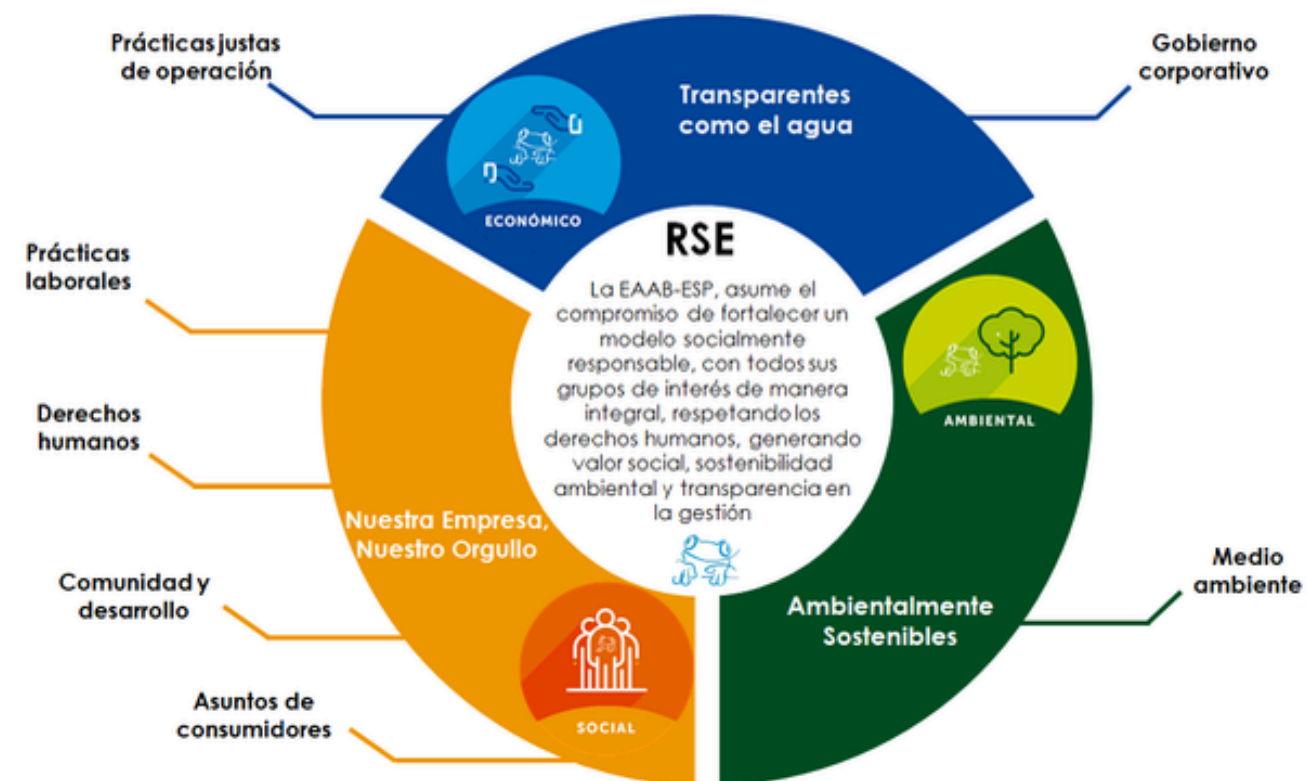 Prácticas justas
de operación
Gobierno
corporativo
Transparentes
como el agua
ECONÓMICO
RSE
La EAAB-ESP, asume el
compromiso de fortalecer un
modelo socialmente
responsable, con todos sus
grupos de interés de manera
integral, respetando los
derechos humanos, generando
valor social, sostenibilidad
ambiental y transparencia en
la gestión
Prácticas
laborales
Derechos
humanos
Nuestra Empresa,
Nuestro Orgullo
Comunidad y
desarrollo
Asuntos de
consumidores
SOCIAL
AMBIENTAL
Ambientalmente
Sostenibles
Medio
ambiente